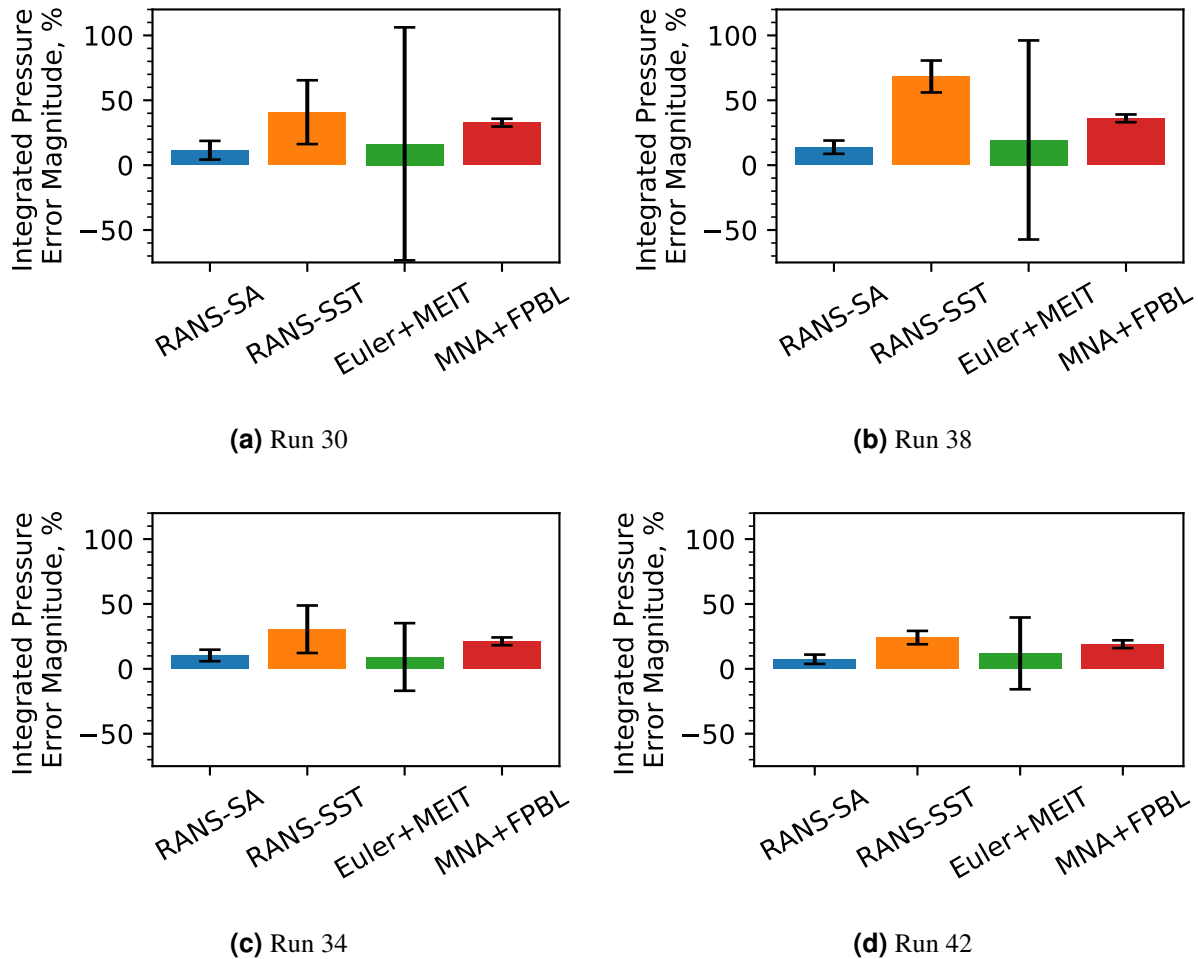 Integrated Pressure
Error Magnitude, %
100
50
0
−50
RANS-SA
RANS-SST
Euler+MEIT
MNA+FPBL
(a) Run 30
Integrated Pressure
Error Magnitude, %
100
50
0
−50
RANS-SA
RANS-SST
Euler+MEIT
MNA+FPBL
(b) Run 38
Integrated Pressure
Error Magnitude, %
100
50
0
−50
RANS-SA
RANS-SST
Euler+MEIT
MNA+FPBL
(c) Run 34
Integrated Pressure
Error Magnitude, %
100
50
0
−50
RANS-SA
RANS-SST
Euler+MEIT
MNA+FPBL
(d) Run 42